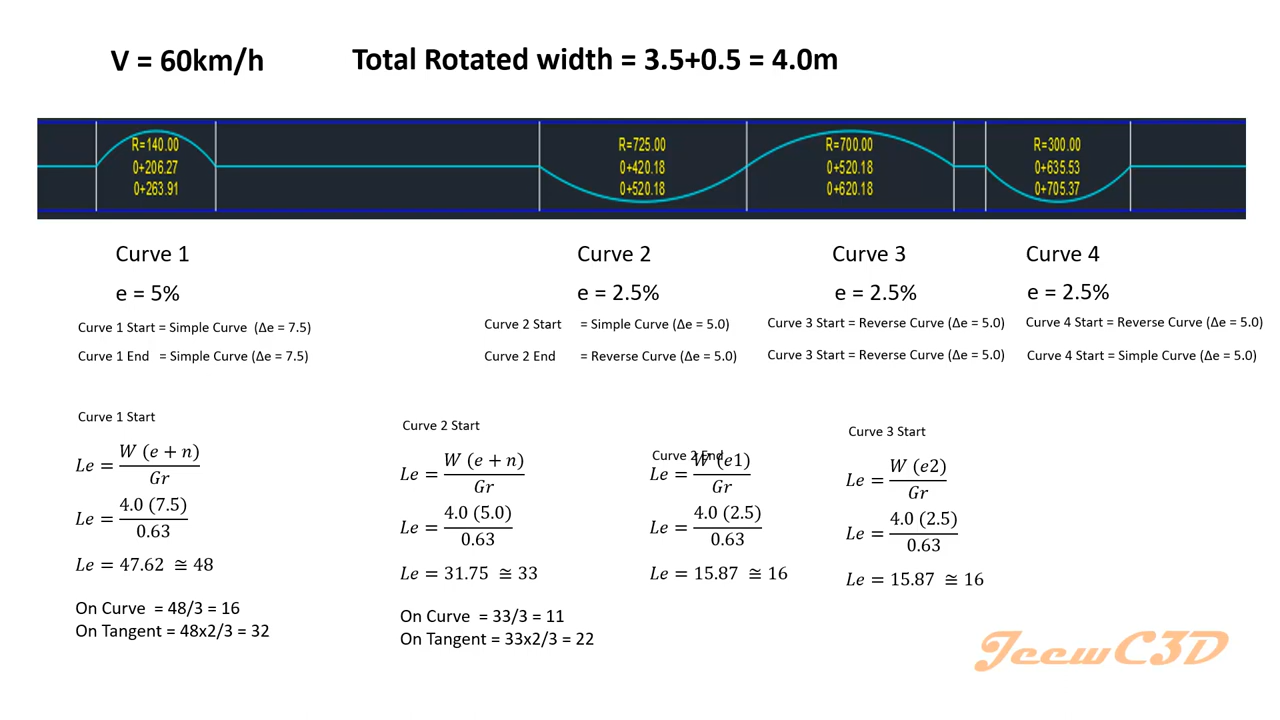 V = 60km/h
Total Rotated width = 3.5+0.5 = 4.0m
R=140.00
0+206.27
0+263.91
R=725.00
0+420.18
0+520.18
R=700.00
0+520.18
0+620.18
R=300.00
0+635.53
0+705.37
Curve 1
e = 5%
Curve 1 Start = Simple Curve (Δe = 7.5)
Curve 1 End = Simple Curve (Δe = 7.5)
Curve 2
e = 2.5%
Curve 2 Start = Simple Curve (Δe = 5.0)
Curve 2 End = Reverse Curve (Δe = 5.0)
Curve 3
e = 2.5%
Curve 3 Start = Reverse Curve (Δe = 5.0)
Curve 3 Start = Reverse Curve (Δe = 5.0)
Curve 4
e = 2.5%
Curve 4 Start = Reverse Curve (Δe = 5.0)
Curve 4 Start = Simple Curve (Δe = 5.0)
Curve 1 Start
Le = W (e + n) / Gr
Le = 4.0 (7.5) / 0.63
Le = 47.62 ≅ 48
On Curve = 48/3 = 16
On Tangent = 48x2/3 = 32
Curve 2 Start
Le = W (e + n) / Gr
Le = 4.0 (5.0) / 0.63
Le = 31.75 ≅ 33
On Curve = 33/3 = 11
On Tangent = 33x2/3 = 22
Curve 2 End
Le = W (e1) / Gr
Le = 4.0 (2.5) / 0.63
Le = 15.87 ≅ 16
Curve 3 Start
Le = W (e2) / Gr
Le = 4.0 (2.5) / 0.63
Le = 15.87 ≅ 16
JeewC3D